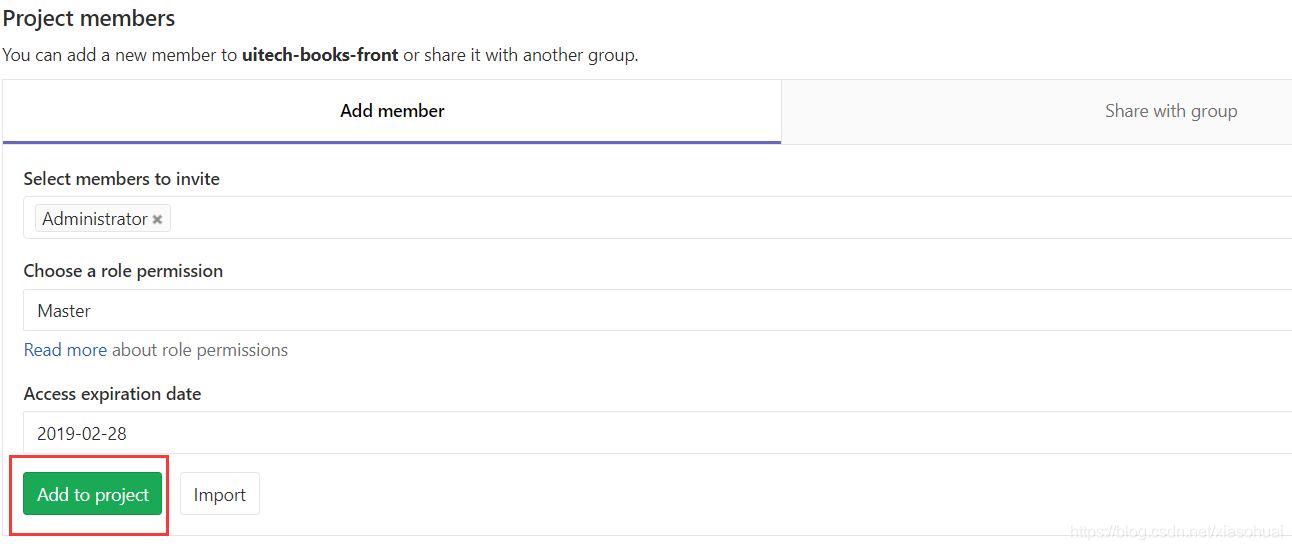 Project members
You can add a new member to uitech-books-front or share it with another group.
Add member
Share with group
Select members to invite
Administrator ×
Choose a role permission
Master
Read more about role permissions
Access expiration date
2019-02-28
Add to project
Import
https://blog.csdn.net/xiasohuai